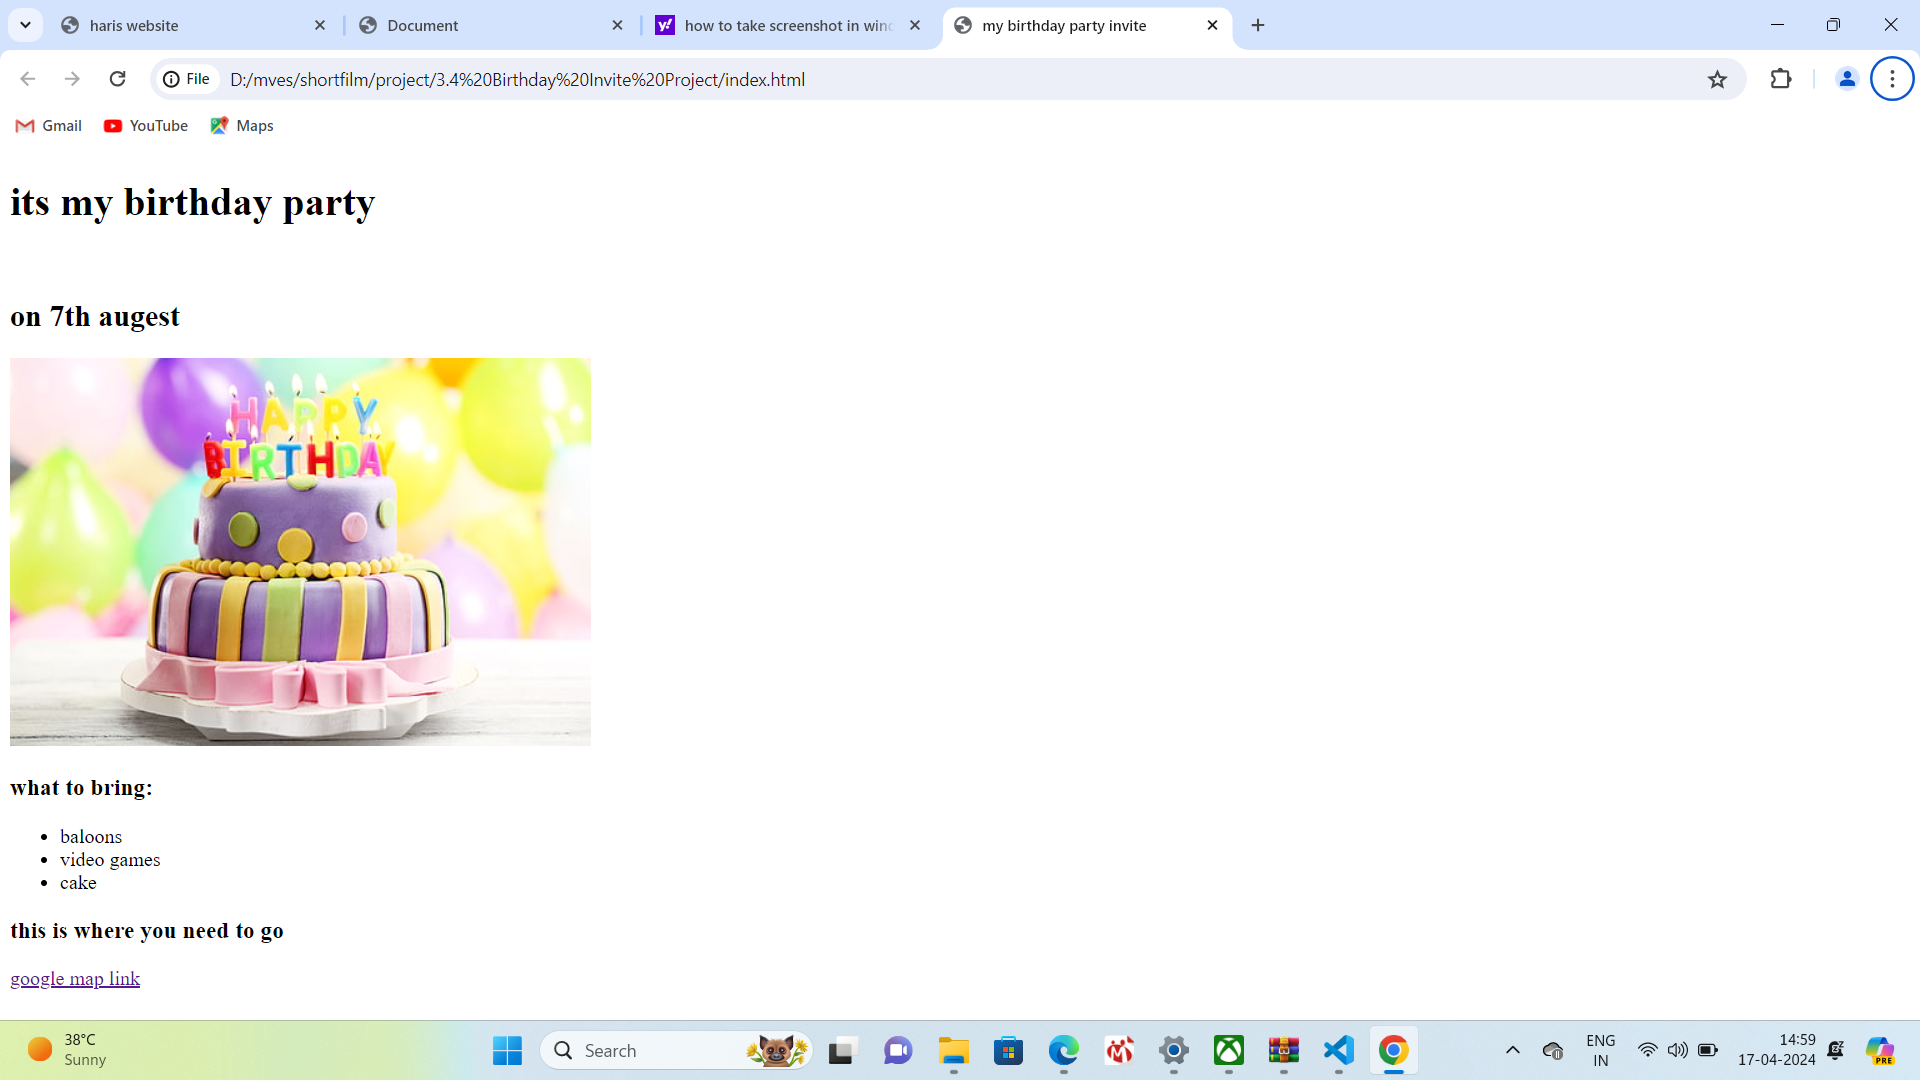 haris website
Document
how to take screenshot in winc
my birthday party invite
File
D:/mves/shortfilm/project/3.4%20Birthday%20Invite%20Project/index.html
Gmail
YouTube
Maps
its my birthday party
on 7th augest
HAPPY
BIRTHDAY
what to bring:
baloons
video games
cake
this is where you need to go
google map link
38°C
Sunny
Search
PRE
ENG
IN
14:59
17-04-2024